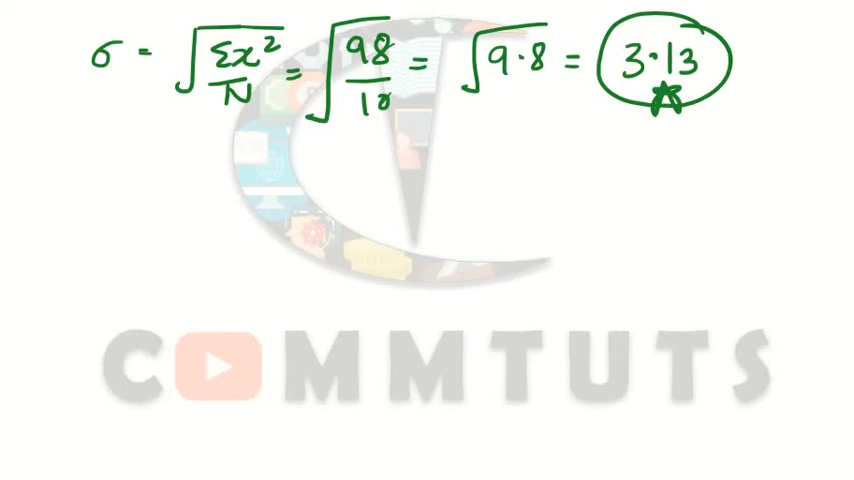 σ = √(Σx²/N) = √(98/10) = √9·8 = 3·13
COMMTUTS